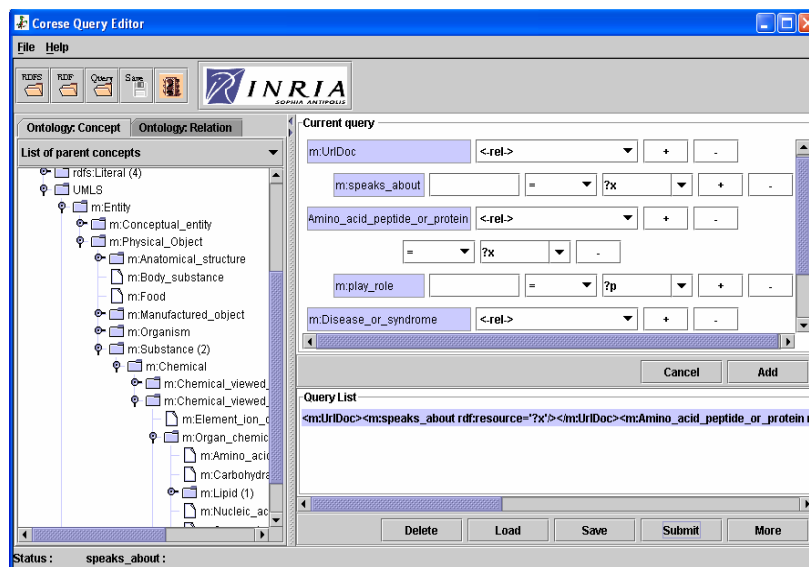 Corese Query Editor
File Help
RDFS RDF Query Save
INRIA
SOPHIA ANTIPOLIS
Ontology: Concept Ontology: Relation
List of parent concepts
rdfs:Literal (4)
UMLS
m:Entity
m:Conceptual_entity
m:Physical_Object
m:Anatomical_structure
m:Body_substance
m:Food
m:Manufactured_object
m:Organism
m:Substance (2)
m:Chemical
m:Chemical_viewed_
m:Chemical_viewed_
m:Element_ion_o
m:Organ_chemic
m:Amino_acid
m:Carbohydra
m:Lipid (1)
m:Nucleic_ac
Current query
m:UrlDoc <-rel-> + -
m:speaks_about = ?x + -
Amino_acid_peptide_or_protein <-rel-> + -
= ?x -
m:play_role = ?p + -
m:Disease_or_syndrome <-rel-> + -
Cancel Add
Query List
<m:UrlDoc><m:speaks_about rdf:resource='?x'/></m:UrlDoc><m:Amino_acid_peptide_or_protein r
Delete Load Save Submit More
Status : speaks_about :